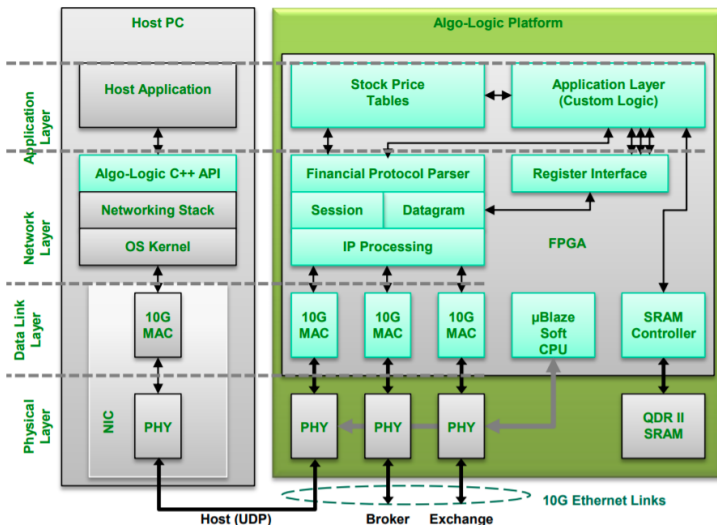 Host PC
Algo-Logic Platform
Application
Layer
Host Application
Stock Price
Tables
Application Layer
(Custom Logic)
Network
Layer
Algo-Logic C++ API
Networking Stack
OS Kernel
Financial Protocol Parser
Session
Datagram
IP Processing
Register Interface
FPGA
Data Link
Layer
10G
MAC
10G
MAC
10G
MAC
10G
MAC
µBlaze
Soft
CPU
SRAM
Controller
Physical
Layer
NIC
PHY
PHY
PHY
PHY
QDR II
SRAM
10G Ethernet Links
Host (UDP)
Broker
Exchange